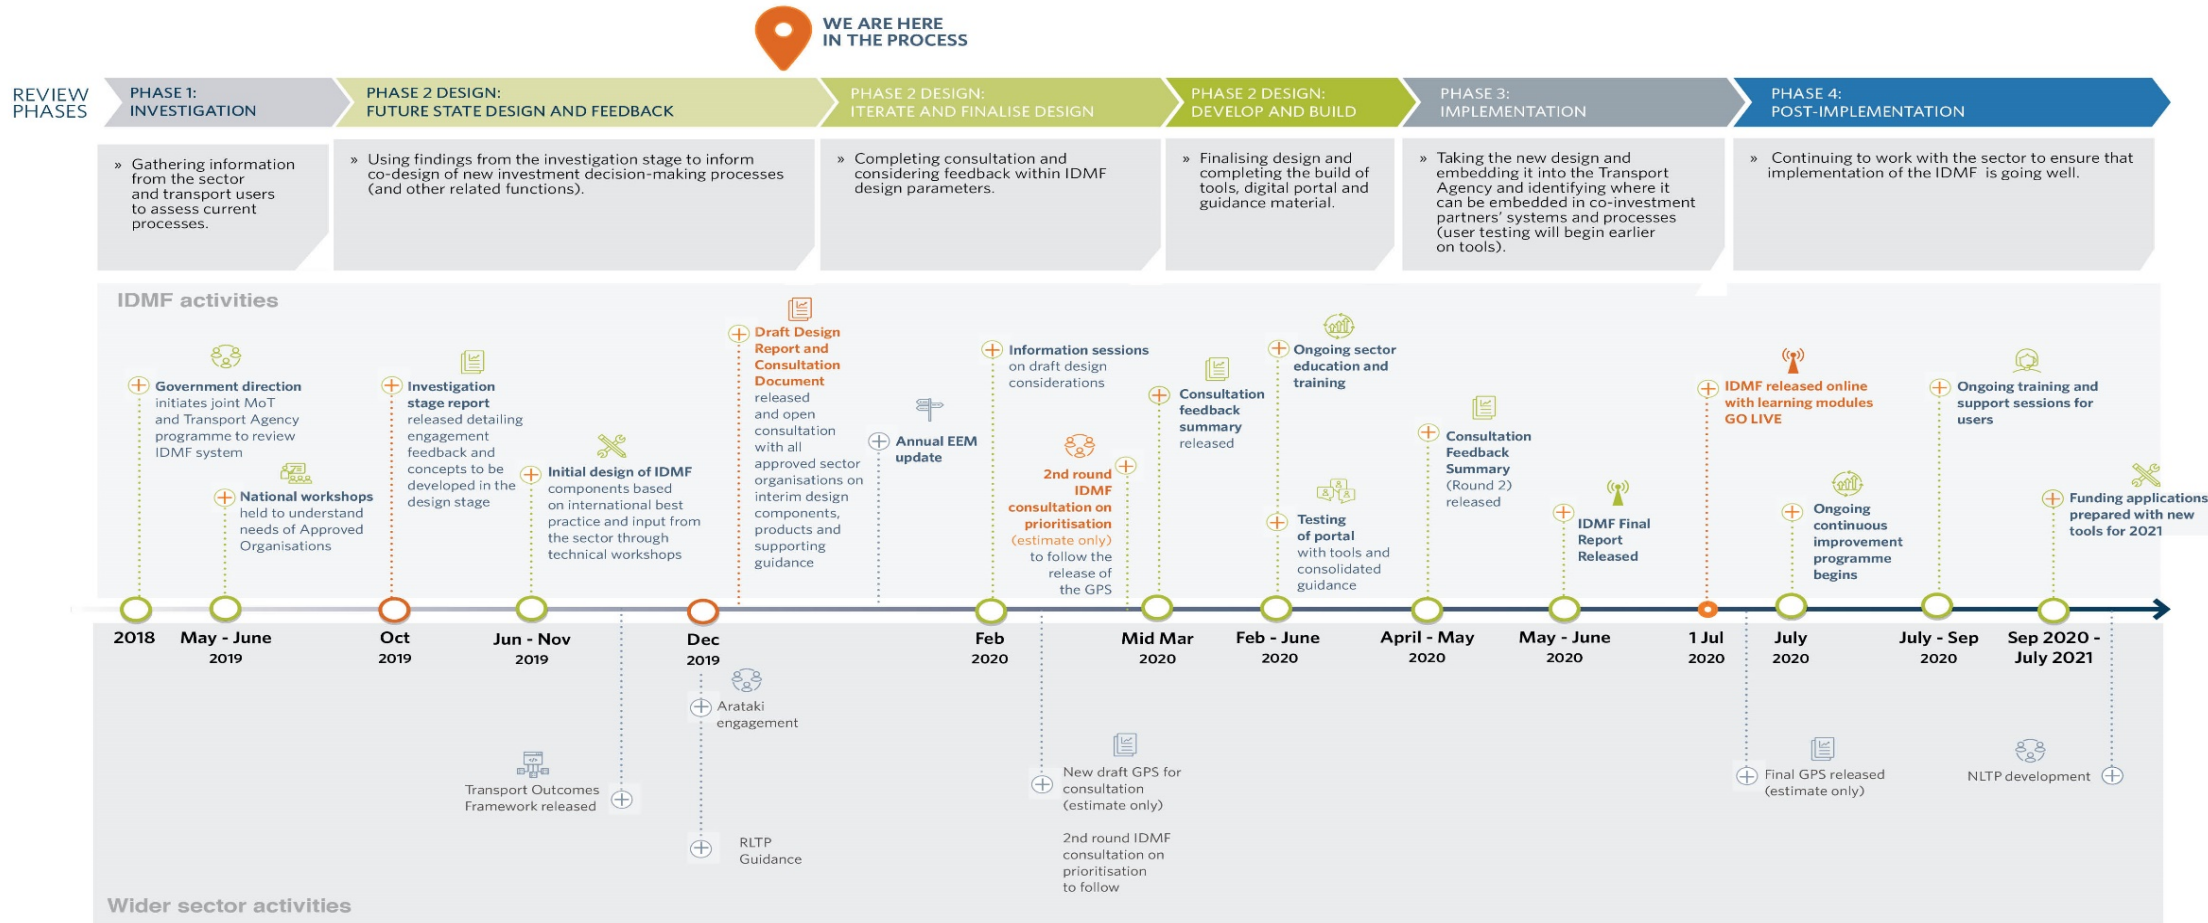 WE ARE HERE
IN THE PROCESS
REVIEW
PHASES
PHASE 1:
INVESTIGATION
PHASE 2 DESIGN:
FUTURE STATE DESIGN AND FEEDBACK
PHASE 2 DESIGN:
ITERATE AND FINALISE DESIGN
PHASE 2 DESIGN:
DEVELOP AND BUILD
PHASE 3:
IMPLEMENTATION
PHASE 4:
POST-IMPLEMENTATION
» Gathering information
from the sector
and transport users
to assess current
processes.
» Using findings from the investigation stage to inform
co-design of new investment decision-making processes
(and other related functions).
» Completing consultation and
considering feedback within IDMF
design parameters.
» Finalising design and
completing the build of
tools, digital portal and
guidance material.
» Taking the new design and
embedding it into the Transport
Agency and identifying where it
can be embedded in co-investment
partners' systems and processes
(user testing will begin earlier
on tools).
» Continuing to work with the sector to ensure that
implementation of the IDMF is going well.
IDMF activities
Government direction
initiates joint MoT
and Transport Agency
programme to review
IDMF system
National workshops
held to understand
needs of Approved
Organisations
Investigation
stage report
released detailing
engagement
feedback and
concepts to be
developed in the
design stage
Initial design of IDMF
components based
on international best
practice and input from
the sector through
technical workshops
Draft Design
Report and
Consultation
Document
released
and open
consultation
with all
approved sector
organisations on
interim design
components,
products and
supporting
guidance
Annual EEM
update
Information sessions
on draft design
considerations
2nd round
IDMF
consultation on
prioritisation
(estimate only)
to follow the
release of
the GPS
Consultation
feedback
summary
released
Ongoing sector
education and
training
Testing
of portal
with tools and
consolidated
guidance
Consultation
Feedback
Summary
(Round 2)
released
IDMF Final
Report
Released
IDMF released online
with learning modules
GO LIVE
Ongoing
continuous
improvement
programme
begins
Ongoing training and
support sessions for
users
Funding applications
prepared with new
tools for 2021
2018
May - June
2019
Oct
2019
Jun - Nov
2019
Dec
2019
Feb
2020
Mid Mar
2020
Feb - June
2020
April - May
2020
May - June
2020
1 Jul
2020
July
2020
July - Sep
2020
Sep 2020 -
July 2021
Transport Outcomes
Framework released
Arataki
engagement
RLTP
Guidance
New draft GPS for
consultation
(estimate only)
2nd round IDMF
consultation on
prioritisation
to follow
Final GPS released
(estimate only)
NLTP development
Wider sector activities